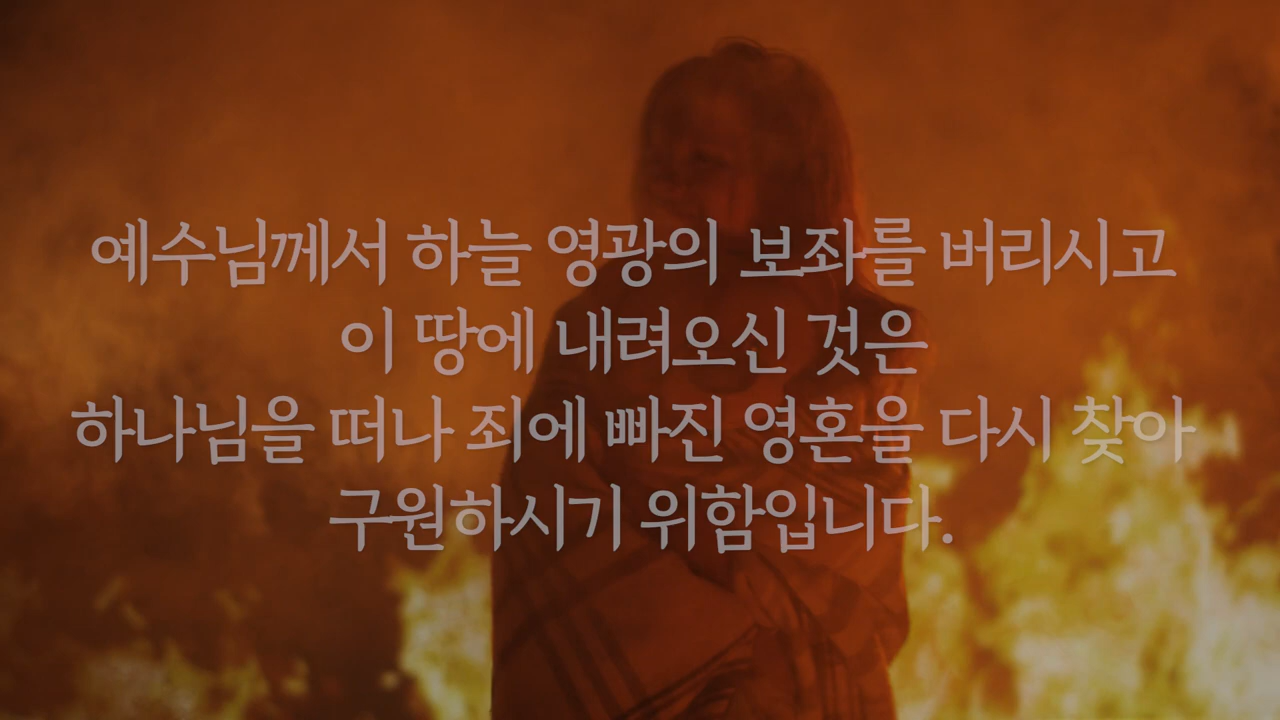 예수님께서 하늘 영광의 보좌를 버리시고
이 땅에 내려오신 것은
하나님을 떠나 죄에 빠진 영혼을 다시 찾아
구원하시기 위함입니다.